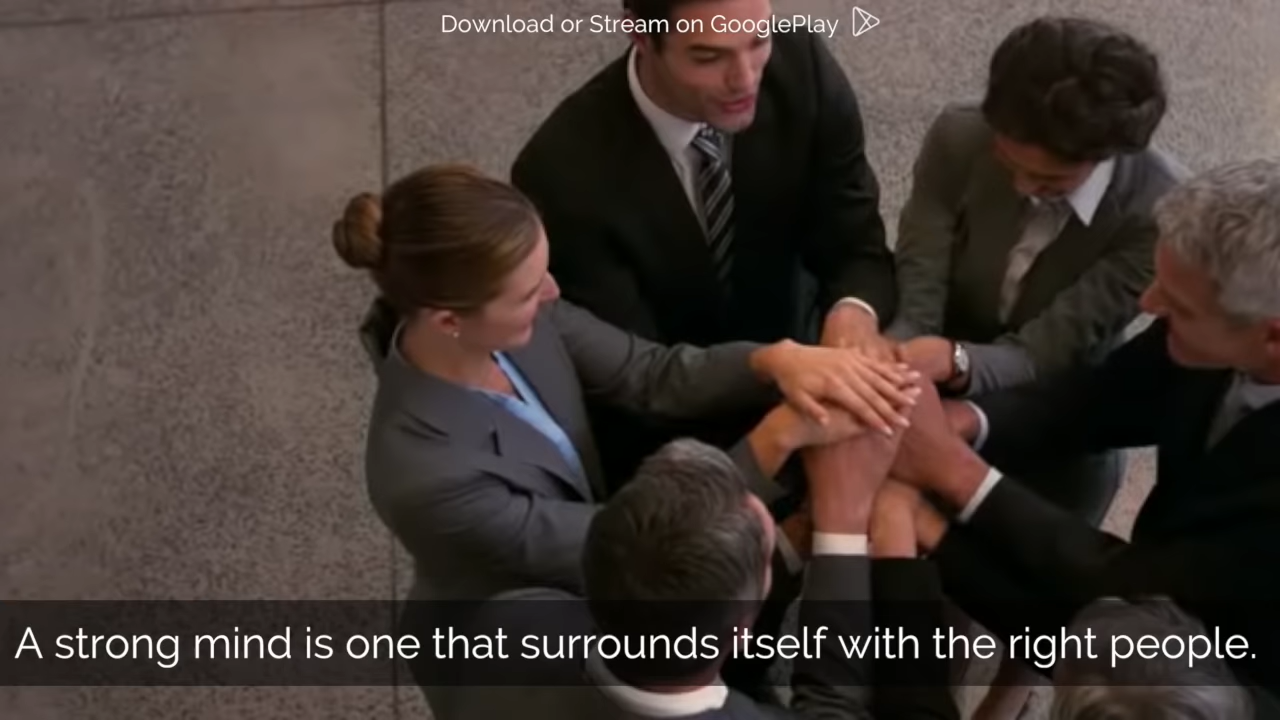 Download or Stream on GooglePlay
A strong mind is one that surrounds itself with the right people.